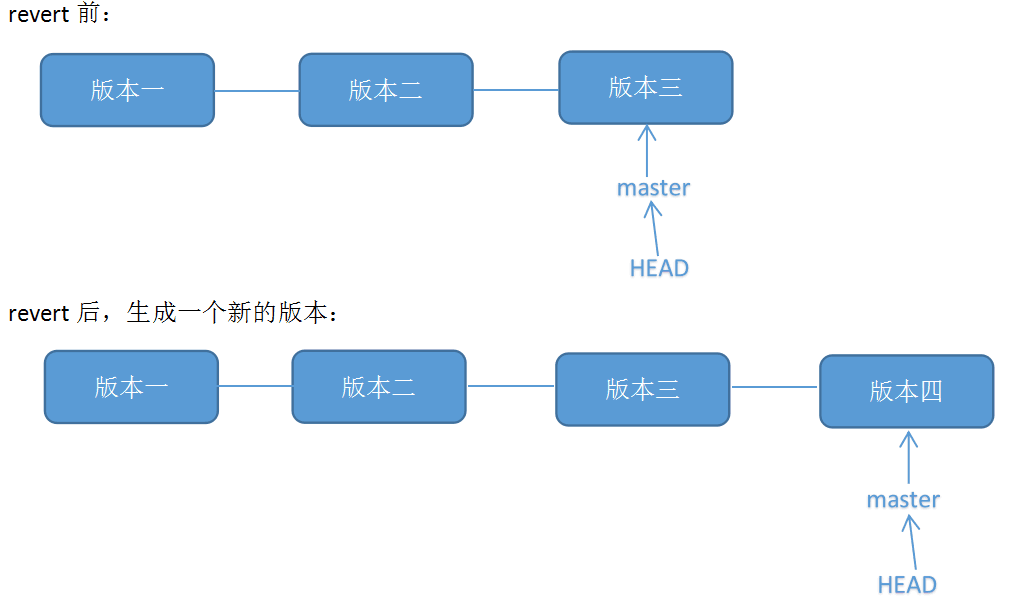 revert 前：
版本一 版本二 版本三
master
HEAD
revert 后，生成一个新的版本：
版本一 版本二 版本三 版本四
master
HEAD